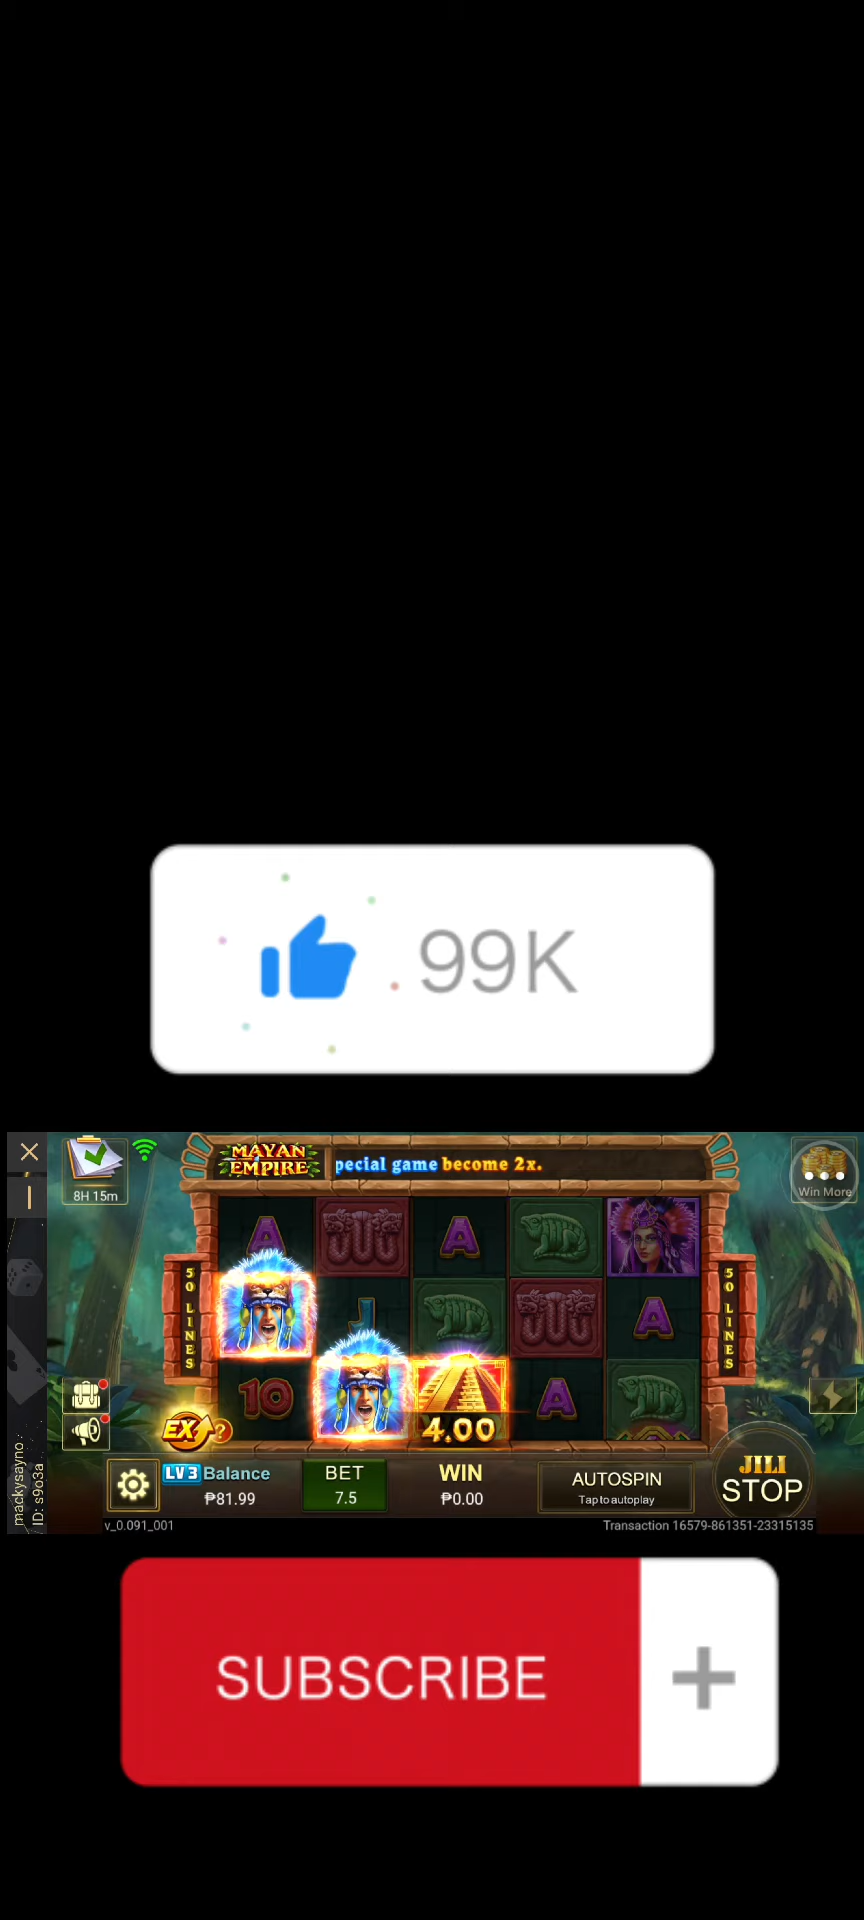 99K
MAYAN
EMPIRE
pecial game become 2x.
8H 15m
Win More
A
A
50 LINES
50 LINES
J
A
10
4.00
A
EX
?
LV3 Balance
₱81.99
BET
7.5
WIN
₱0.00
AUTOSPIN
Tap to autoplay
JILI
STOP
mackysayno
ID: s9o3a
v_0.091_001
Transaction 16579-861351-23315135
SUBSCRIBE
+